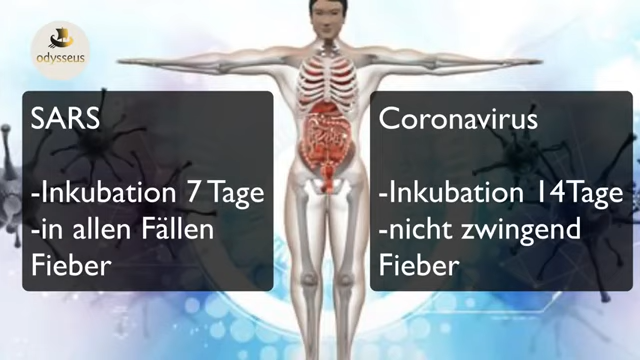 odysseus
SARS
-Inkubation 7 Tage
-in allen Fällen
Fieber
Coronavirus
-Inkubation 14Tage
-nicht zwingend
Fieber